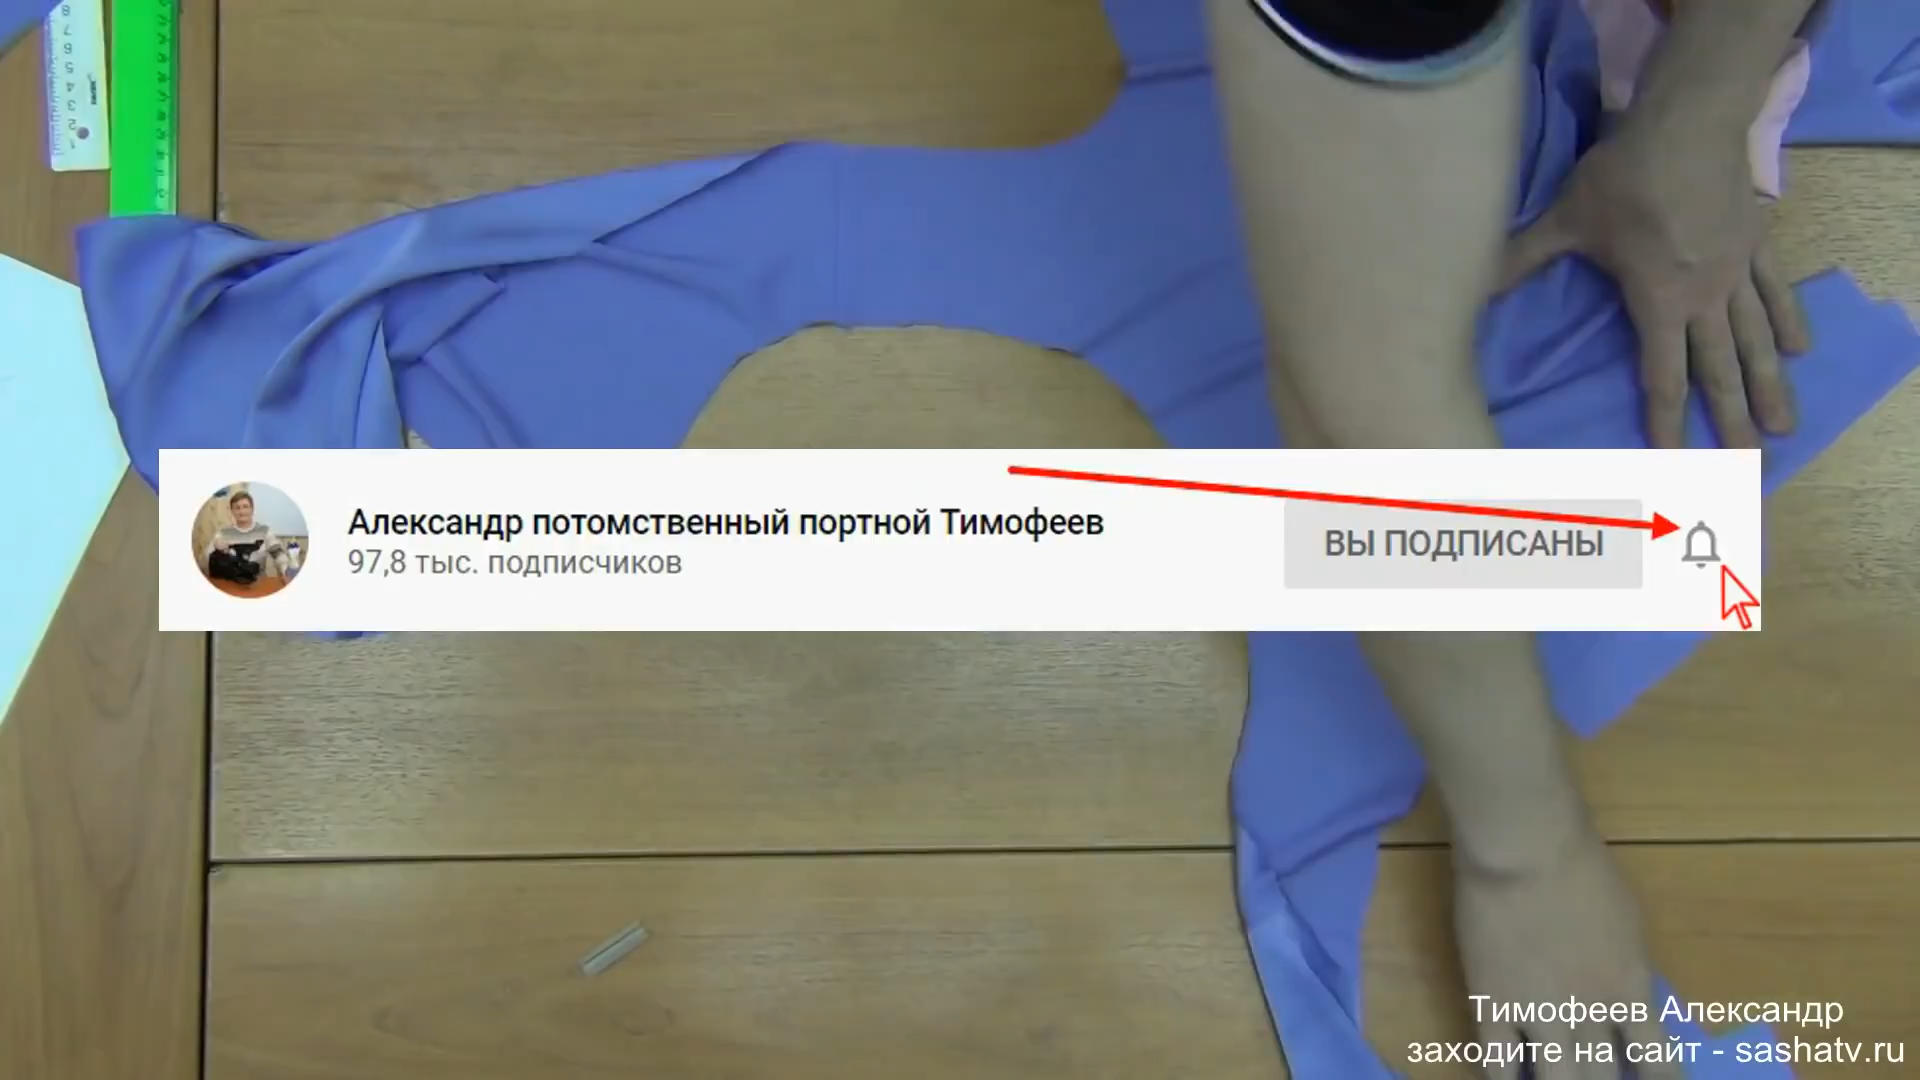 Александр потомственный портной Тимофеев
97,8 тыс. подписчиков
ВЫ ПОДПИСАНЫ
Тимофеев Александр
заходите на сайт - sashatv.ru